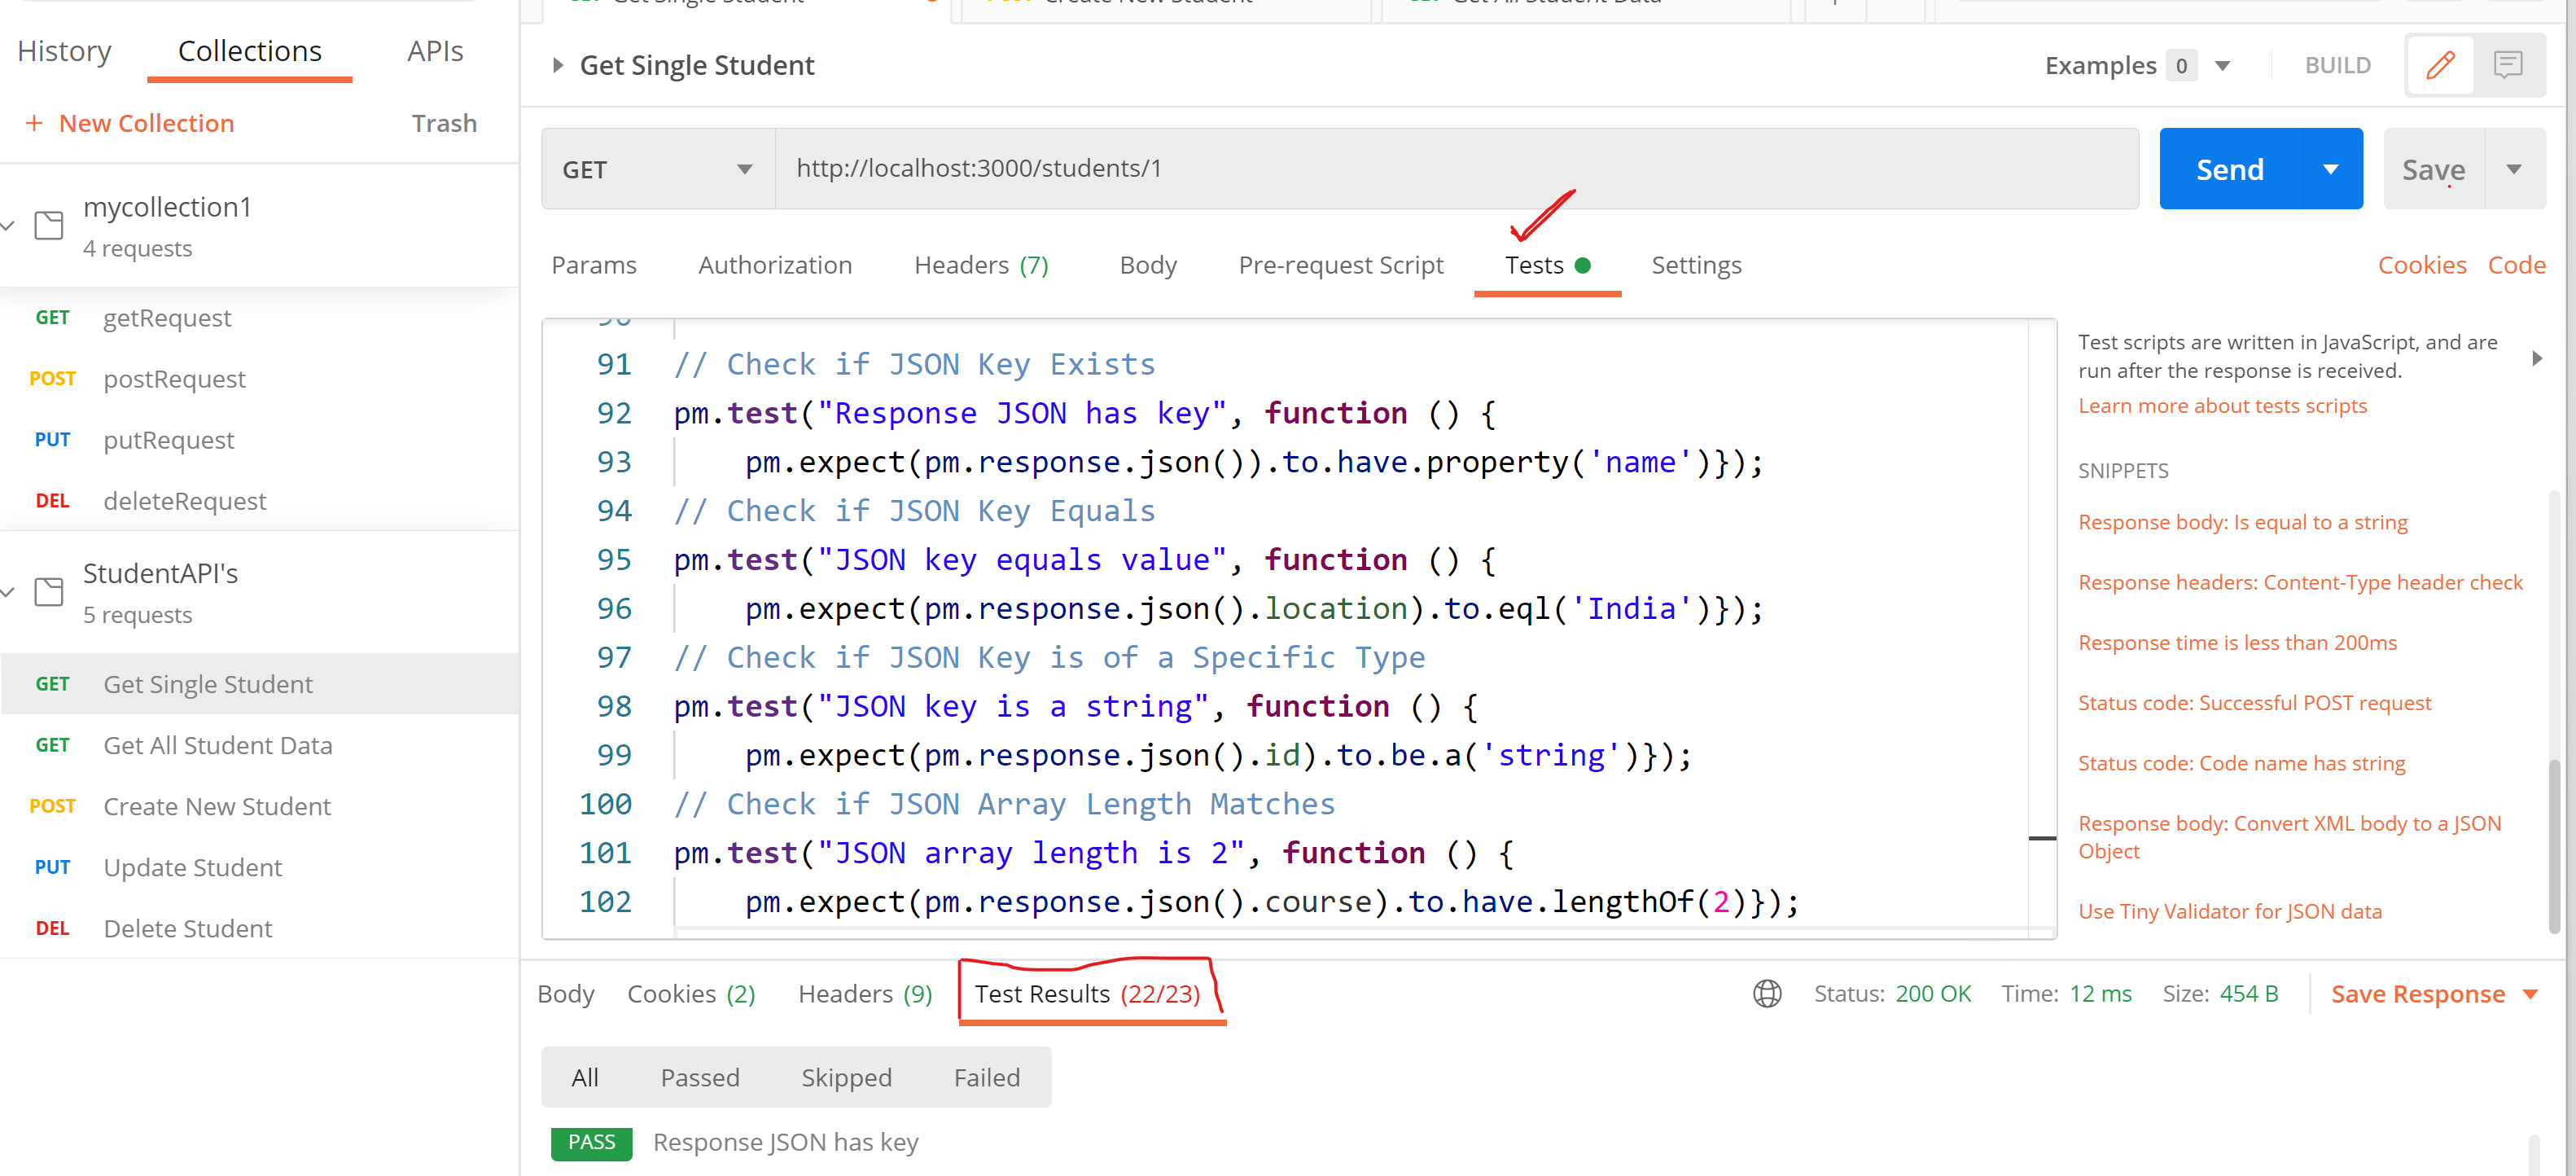 Get Single Student
Create New Student
Get All Student Data
History Collections APIs
+ New Collection Trash
mycollection1
4 requests
GET getRequest
POST postRequest
PUT putRequest
DEL deleteRequest
StudentAPI's
5 requests
GET Get Single Student
GET Get All Student Data
POST Create New Student
PUT Update Student
DEL Delete Student
Get Single Student Examples 0 BUILD
GET http://localhost:3000/students/1 Send Save
Params Authorization Headers (7) Body Pre-request Script Tests Settings Cookies Code
91 // Check if JSON Key Exists
92 pm.test("Response JSON has key", function () {
93 pm.expect(pm.response.json()).to.have.property('name')});
94 // Check if JSON Key Equals
95 pm.test("JSON key equals value", function () {
96 pm.expect(pm.response.json().location).to.eql('India')});
97 // Check if JSON Key is of a Specific Type
98 pm.test("JSON key is a string", function () {
99 pm.expect(pm.response.json().id).to.be.a('string')});
100 // Check if JSON Array Length Matches
101 pm.test("JSON array length is 2", function () {
102 pm.expect(pm.response.json().course).to.have.lengthOf(2)});
Test scripts are written in JavaScript, and are
run after the response is received.
Learn more about tests scripts
SNIPPETS
Response body: Is equal to a string
Response headers: Content-Type header check
Response time is less than 200ms
Status code: Successful POST request
Status code: Code name has string
Response body: Convert XML body to a JSON
Object
Use Tiny Validator for JSON data
Body Cookies (2) Headers (9) Test Results (22/23) Status: 200 OK Time: 12 ms Size: 454 B Save Response
All Passed Skipped Failed
PASS Response JSON has key